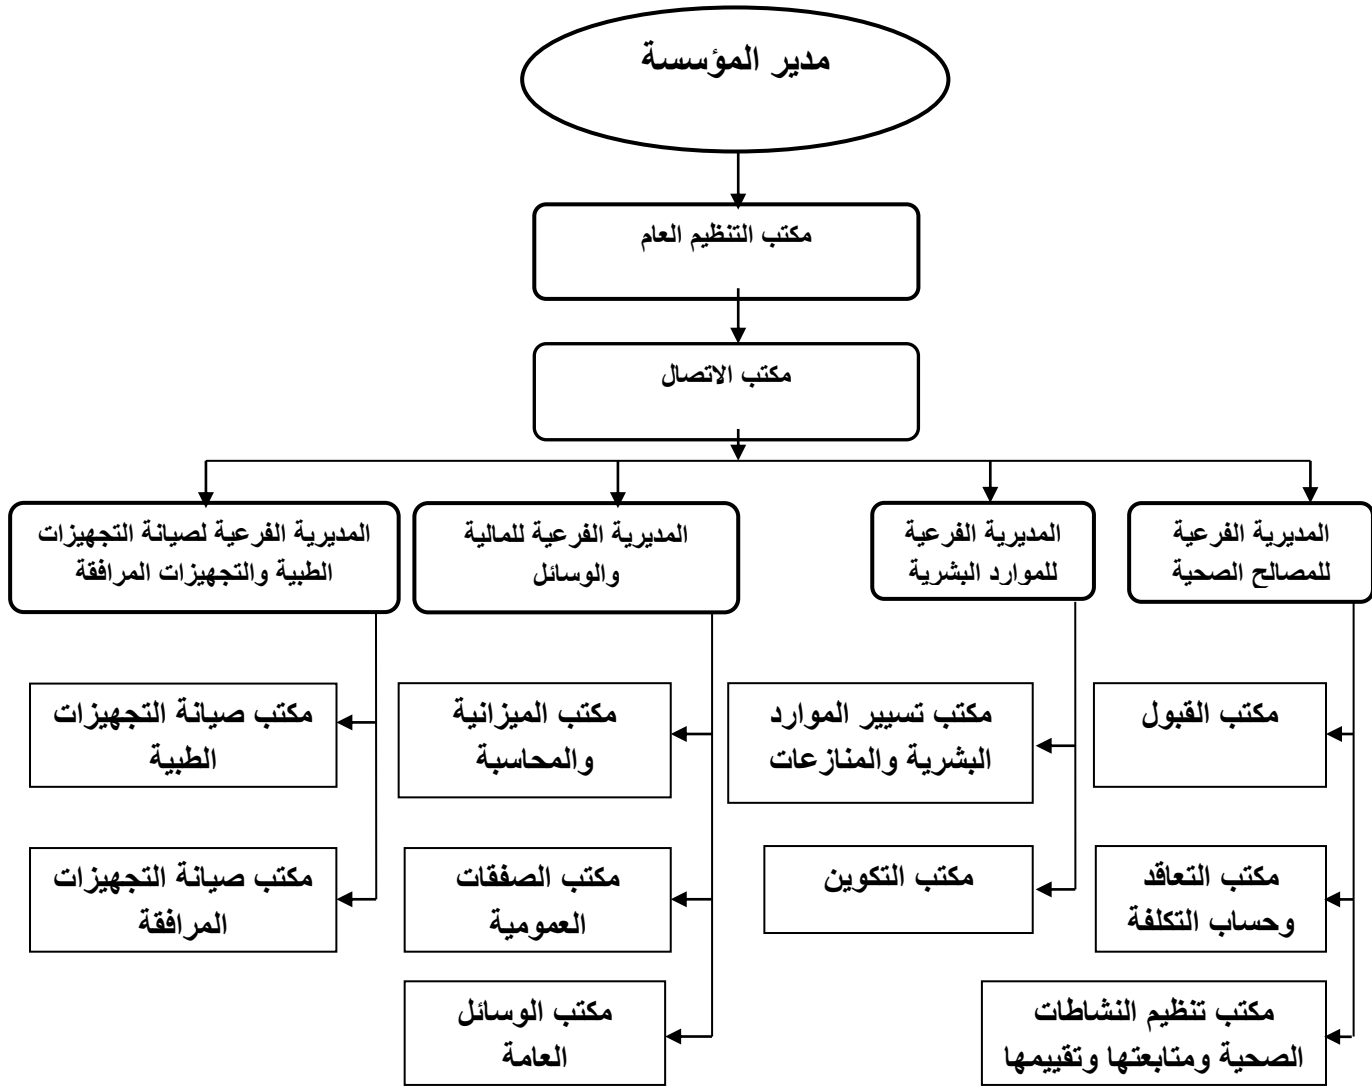 مدير المؤسسة
مكتب التنظيم العام
مكتب الاتصال
المديرية الفرعية
للمصالح الصحية
المديرية الفرعية
للموارد البشرية
المديرية الفرعية للمالية
والوسائل
المديرية الفرعية لصيانة التجهيزات
الطبية والتجهيزات المرافقة
مكتب القبول
مكتب تسيير الموارد
البشرية والمنازعات
مكتب الميزانية
والمحاسبة
مكتب صيانة التجهيزات
الطبية
مكتب التعاقد
وحساب التكلفة
مكتب التكوين
مكتب الصفقات
العمومية
مكتب صيانة التجهيزات
المرافقة
مكتب تنظيم النشاطات
الصحية ومتابعتها وتقييمها
مكتب الوسائل
العامة